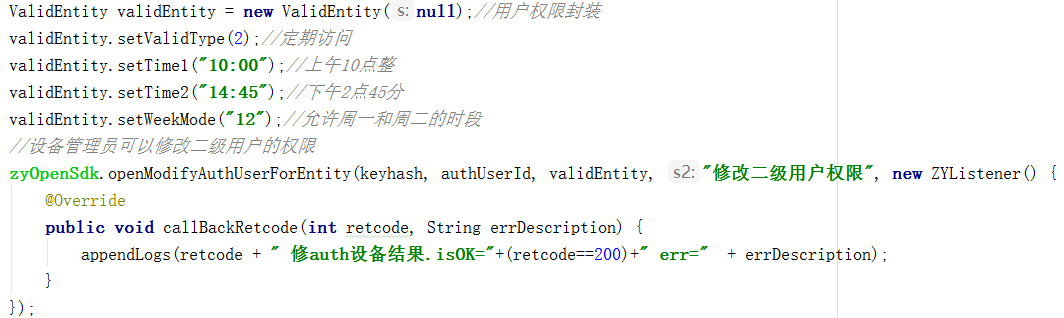 ValidEntity validEntity = new ValidEntity( s: null);//用户权限封装
validEntity.setValidType(2);//定期访问
validEntity.setTime1("10:00");//上午10点整
validEntity.setTime2("14:45");//下午2点45分
validEntity.setWeekMode("12");//允许周一和周二的时段
//设备管理员可以修改二级用户的权限
zyOpenSdk.openModifyAuthUserForEntity(keyhash, authUserId, validEntity, s2: "修改二级用户权限", new ZYListener() {
@Override
public void callBackRetcode(int retcode, String errDescription) {
appendLogs(retcode + " 修auth设备结果.isOK="+(retcode==200)+" err=" + errDescription);
}
});